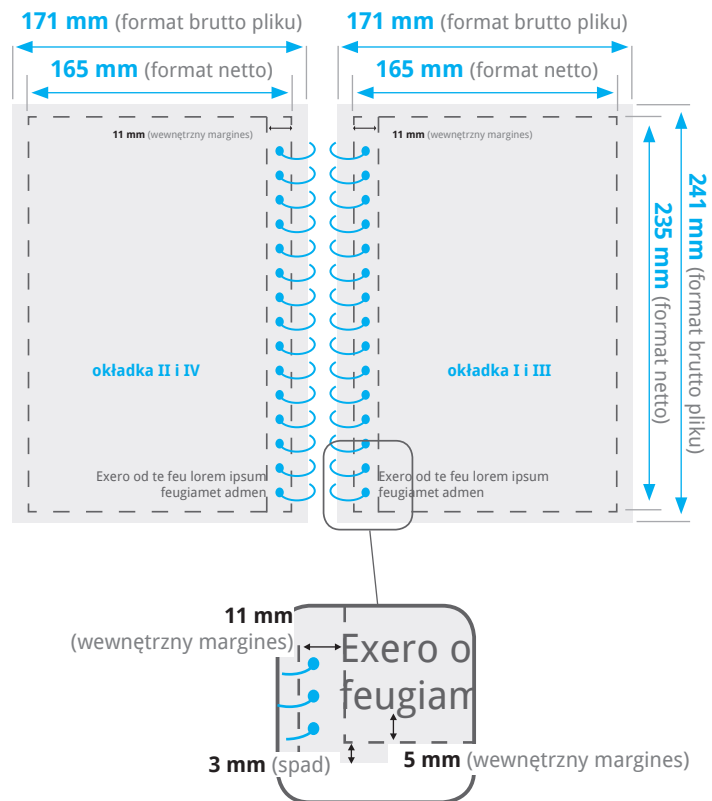 171 mm (format brutto pliku)
165 mm (format netto)
11 mm (wewnętrzny margines)
okładka II i IV
Exero od te feu lorem ipsum
feugiamet admen
171 mm (format brutto pliku)
165 mm (format netto)
11 mm (wewnętrzny margines)
okładka I i III
Exero od te feu lorem ipsum
feugiamet admen
235 mm (format netto)
241 mm (format brutto pliku)
11 mm
(wewnętrzny margines)
Exero o
feugiam
3 mm (spad)
5 mm (wewnętrzny margines)